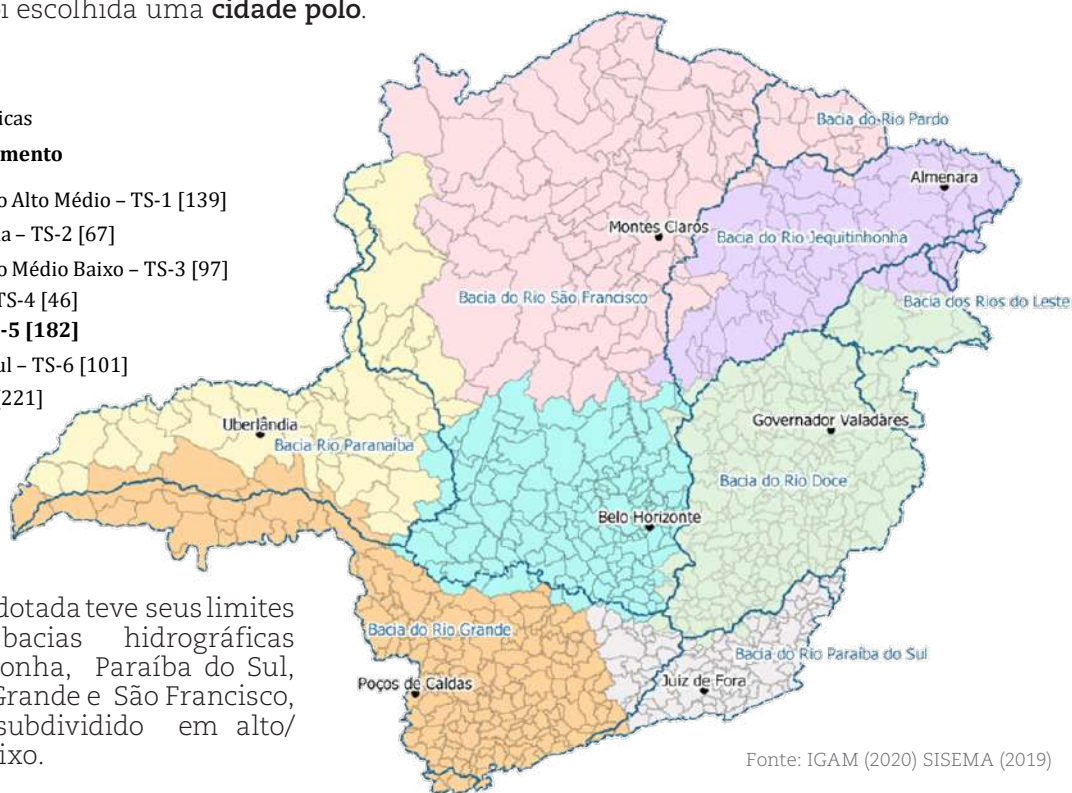 oi escolhida uma cidade polo.
icas
mento
o Alto Médio – TS-1 [139]
a – TS-2 [67]
o Médio Baixo – TS-3 [97]
TS-4 [46]
-5 [182]
ul – TS-6 [101]
[221]
Bacia do Rio Pardo
Almenara
Montes Claros
Bacia do Rio Jequitinhonha
Bacia do Rio São Francisco
Bacia dos Rios do Leste
Uberlândia
Bacia Rio Paranaíba
Governador Valadares
Bacia do Rio Doce
Belo Horizonte
Bacia do Rio Grande
Bacia do Rio Paraíba do Sul
Poços de Caldas
Juiz de Fora
dotada teve seus limites
bacias hidrográficas
onha, Paraíba do Sul,
Grande e São Francisco,
subdividido em alto/
ixo.
Fonte: IGAM (2020) SISEMA (2019)